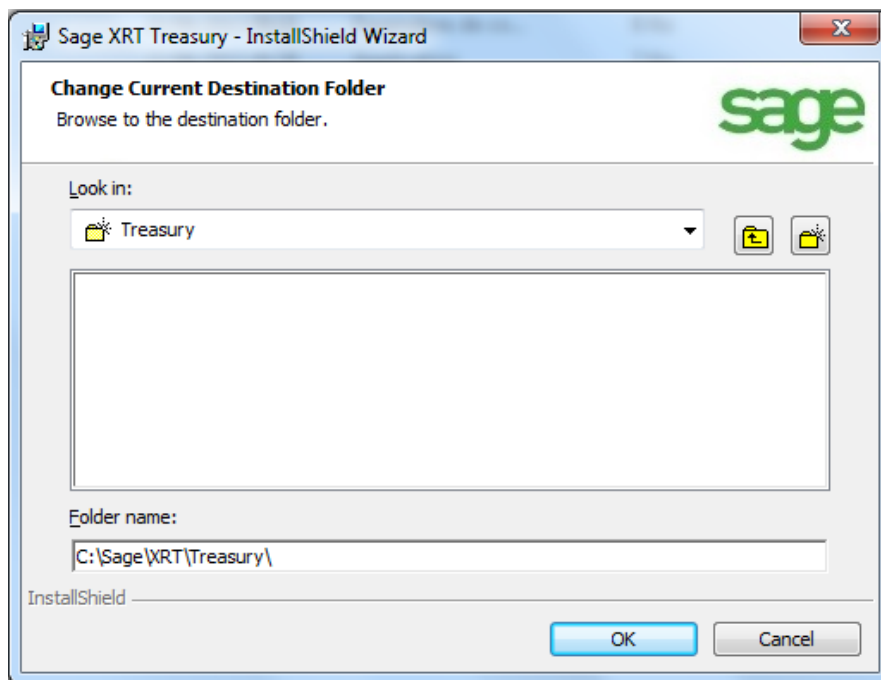 Sage XRT Treasury - InstallShield Wizard
Change Current Destination Folder
Browse to the destination folder.
sage
Look in:
Treasury
Folder name:
C:\Sage\XRT\Treasury\
InstallShield
OK
Cancel